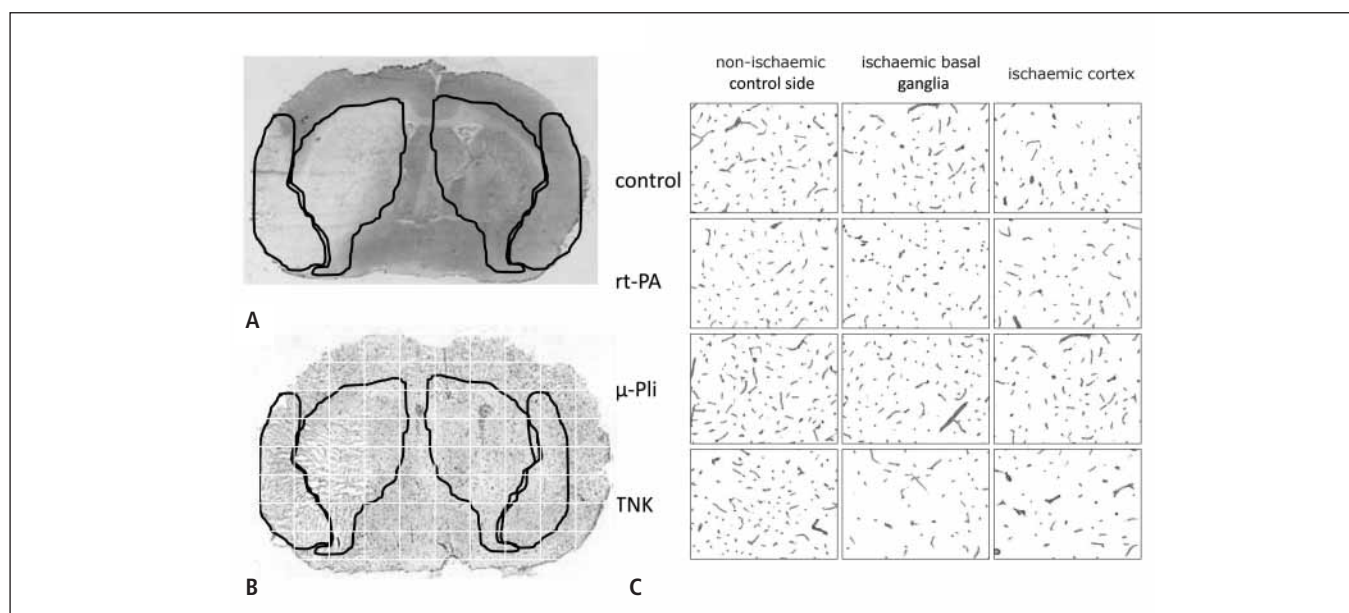 non-ischaemic
control side
ischaemic basal
ganglia
ischaemic cortex
control
rt-PA
A
µ-Pli
TNK
B
C